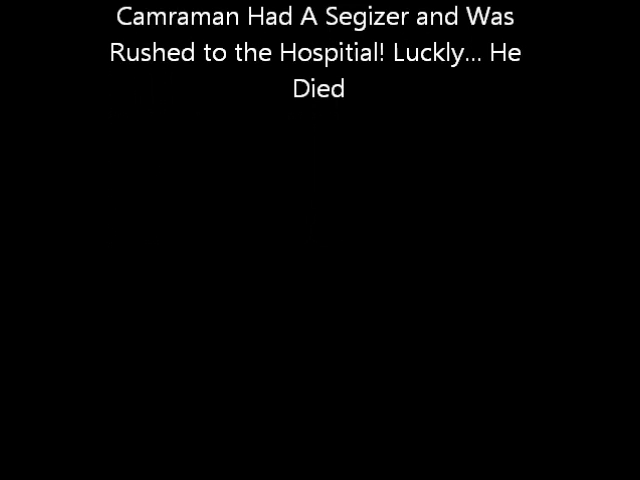 Camraman Had A Segizer and Was
Rushed to the Hospitial! Luckly... He
Died